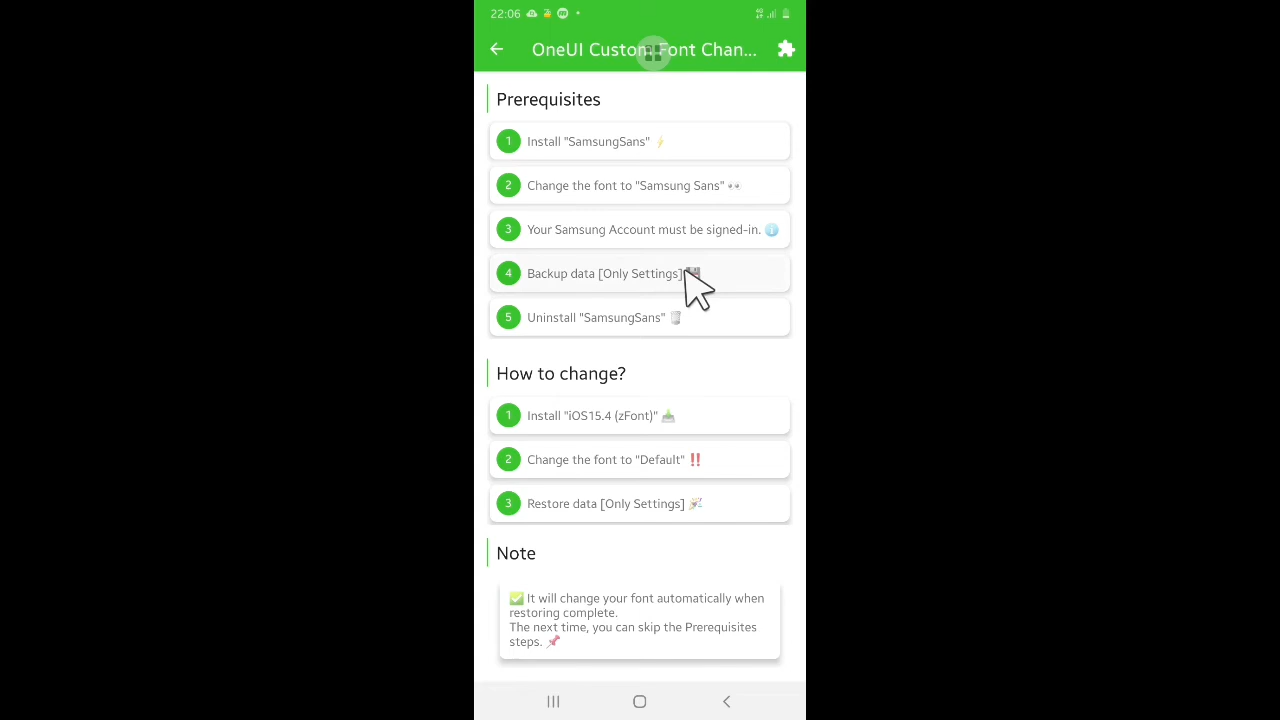 22:06
OneUI Custom Font Chan...
Prerequisites
1 Install "SamsungSans" ⚡
2 Change the font to "Samsung Sans" 👀
3 Your Samsung Account must be signed-in. ℹ️
4 Backup data [Only Settings] 💾
5 Uninstall "SamsungSans" 🗑️
How to change?
1 Install "iOS15.4 (zFont)" 📥
2 Change the font to "Default" ‼️
3 Restore data [Only Settings] 🎉
Note
✅ It will change your font automatically when
restoring complete.
The next time, you can skip the Prerequisites
steps. 📌